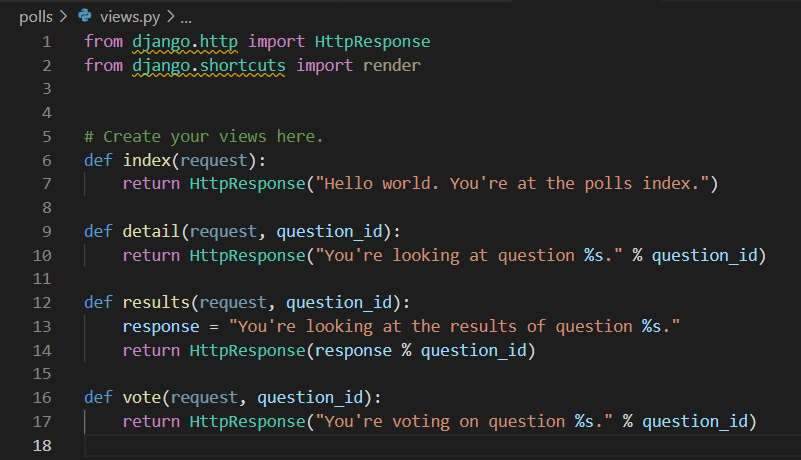 polls > views.py > ...
1 from django.http import HttpResponse
2 from django.shortcuts import render
3
4
5 # Create your views here.
6 def index(request):
7     return HttpResponse("Hello world. You're at the polls index.")
8
9 def detail(request, question_id):
10     return HttpResponse("You're looking at question %s." % question_id)
11
12 def results(request, question_id):
13     response = "You're looking at the results of question %s."
14     return HttpResponse(response % question_id)
15
16 def vote(request, question_id):
17     return HttpResponse("You're voting on question %s." % question_id)
18